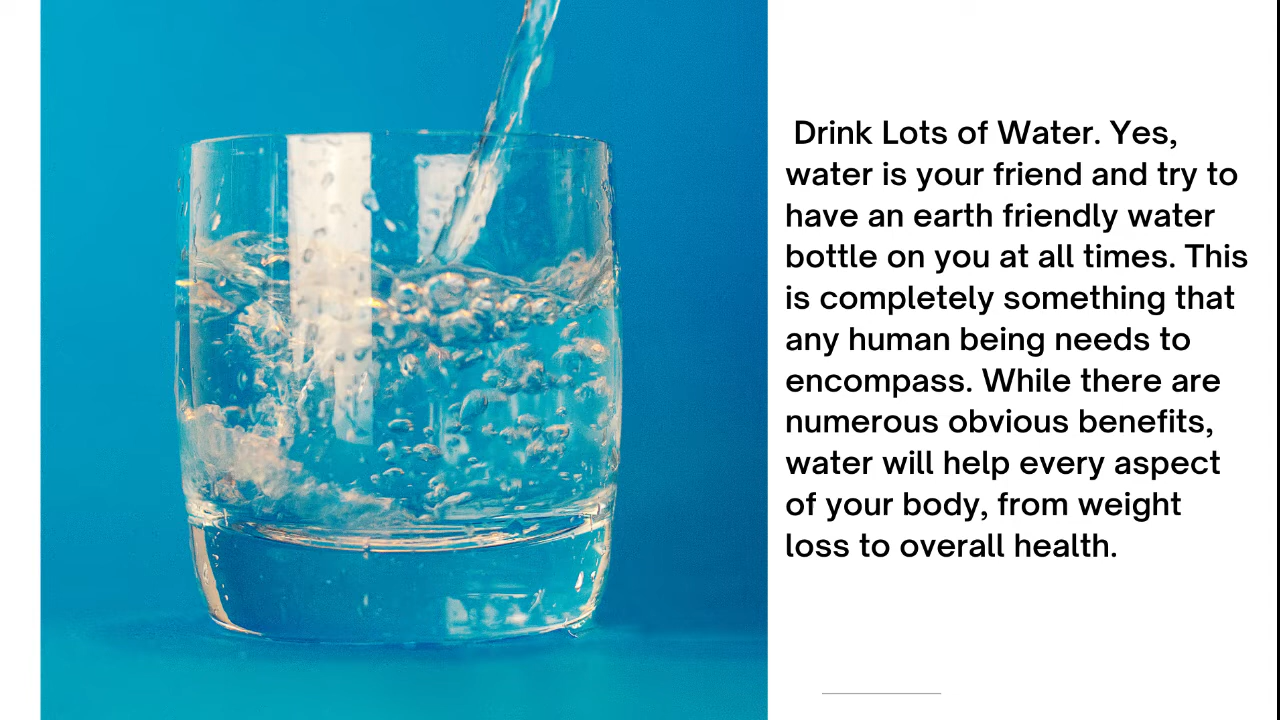 Drink Lots of Water. Yes,
water is your friend and try to
have an earth friendly water
bottle on you at all times. This
is completely something that
any human being needs to
encompass. While there are
numerous obvious benefits,
water will help every aspect
of your body, from weight
loss to overall health.